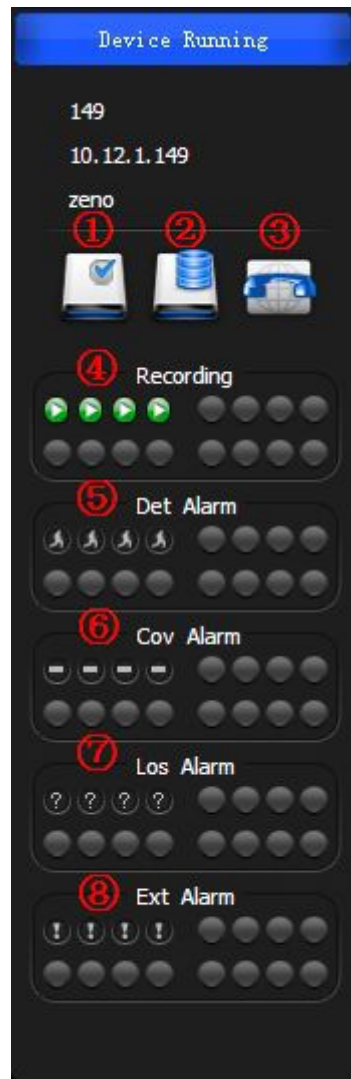 Device Running
149
10.12.1.149
zeno
① ② ③
④ Recording
⑤ Det Alarm
⑥ Cov Alarm
? ? ? ?
⑦ Los Alarm
⑧ Ext Alarm
! ! ! !